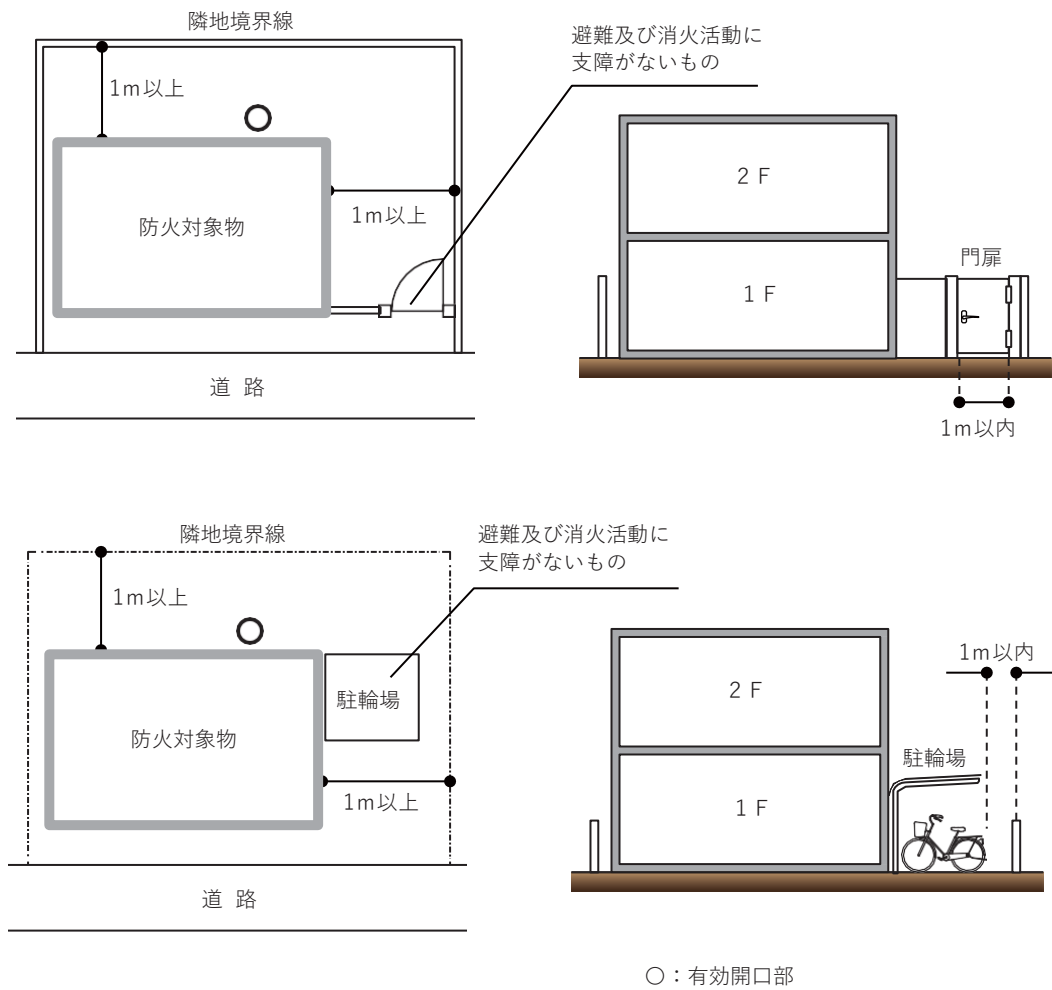 隣地境界線
避難及び消火活動に
支障がないもの
1m以上
防火対象物
1m以上
道 路
2 F
1 F
門扉
1m以内
隣地境界線
避難及び消火活動に
支障がないもの
1m以上
駐輪場
防火対象物
1m以上
道 路
1m以内
2 F
駐輪場
1 F
○：有効開口部